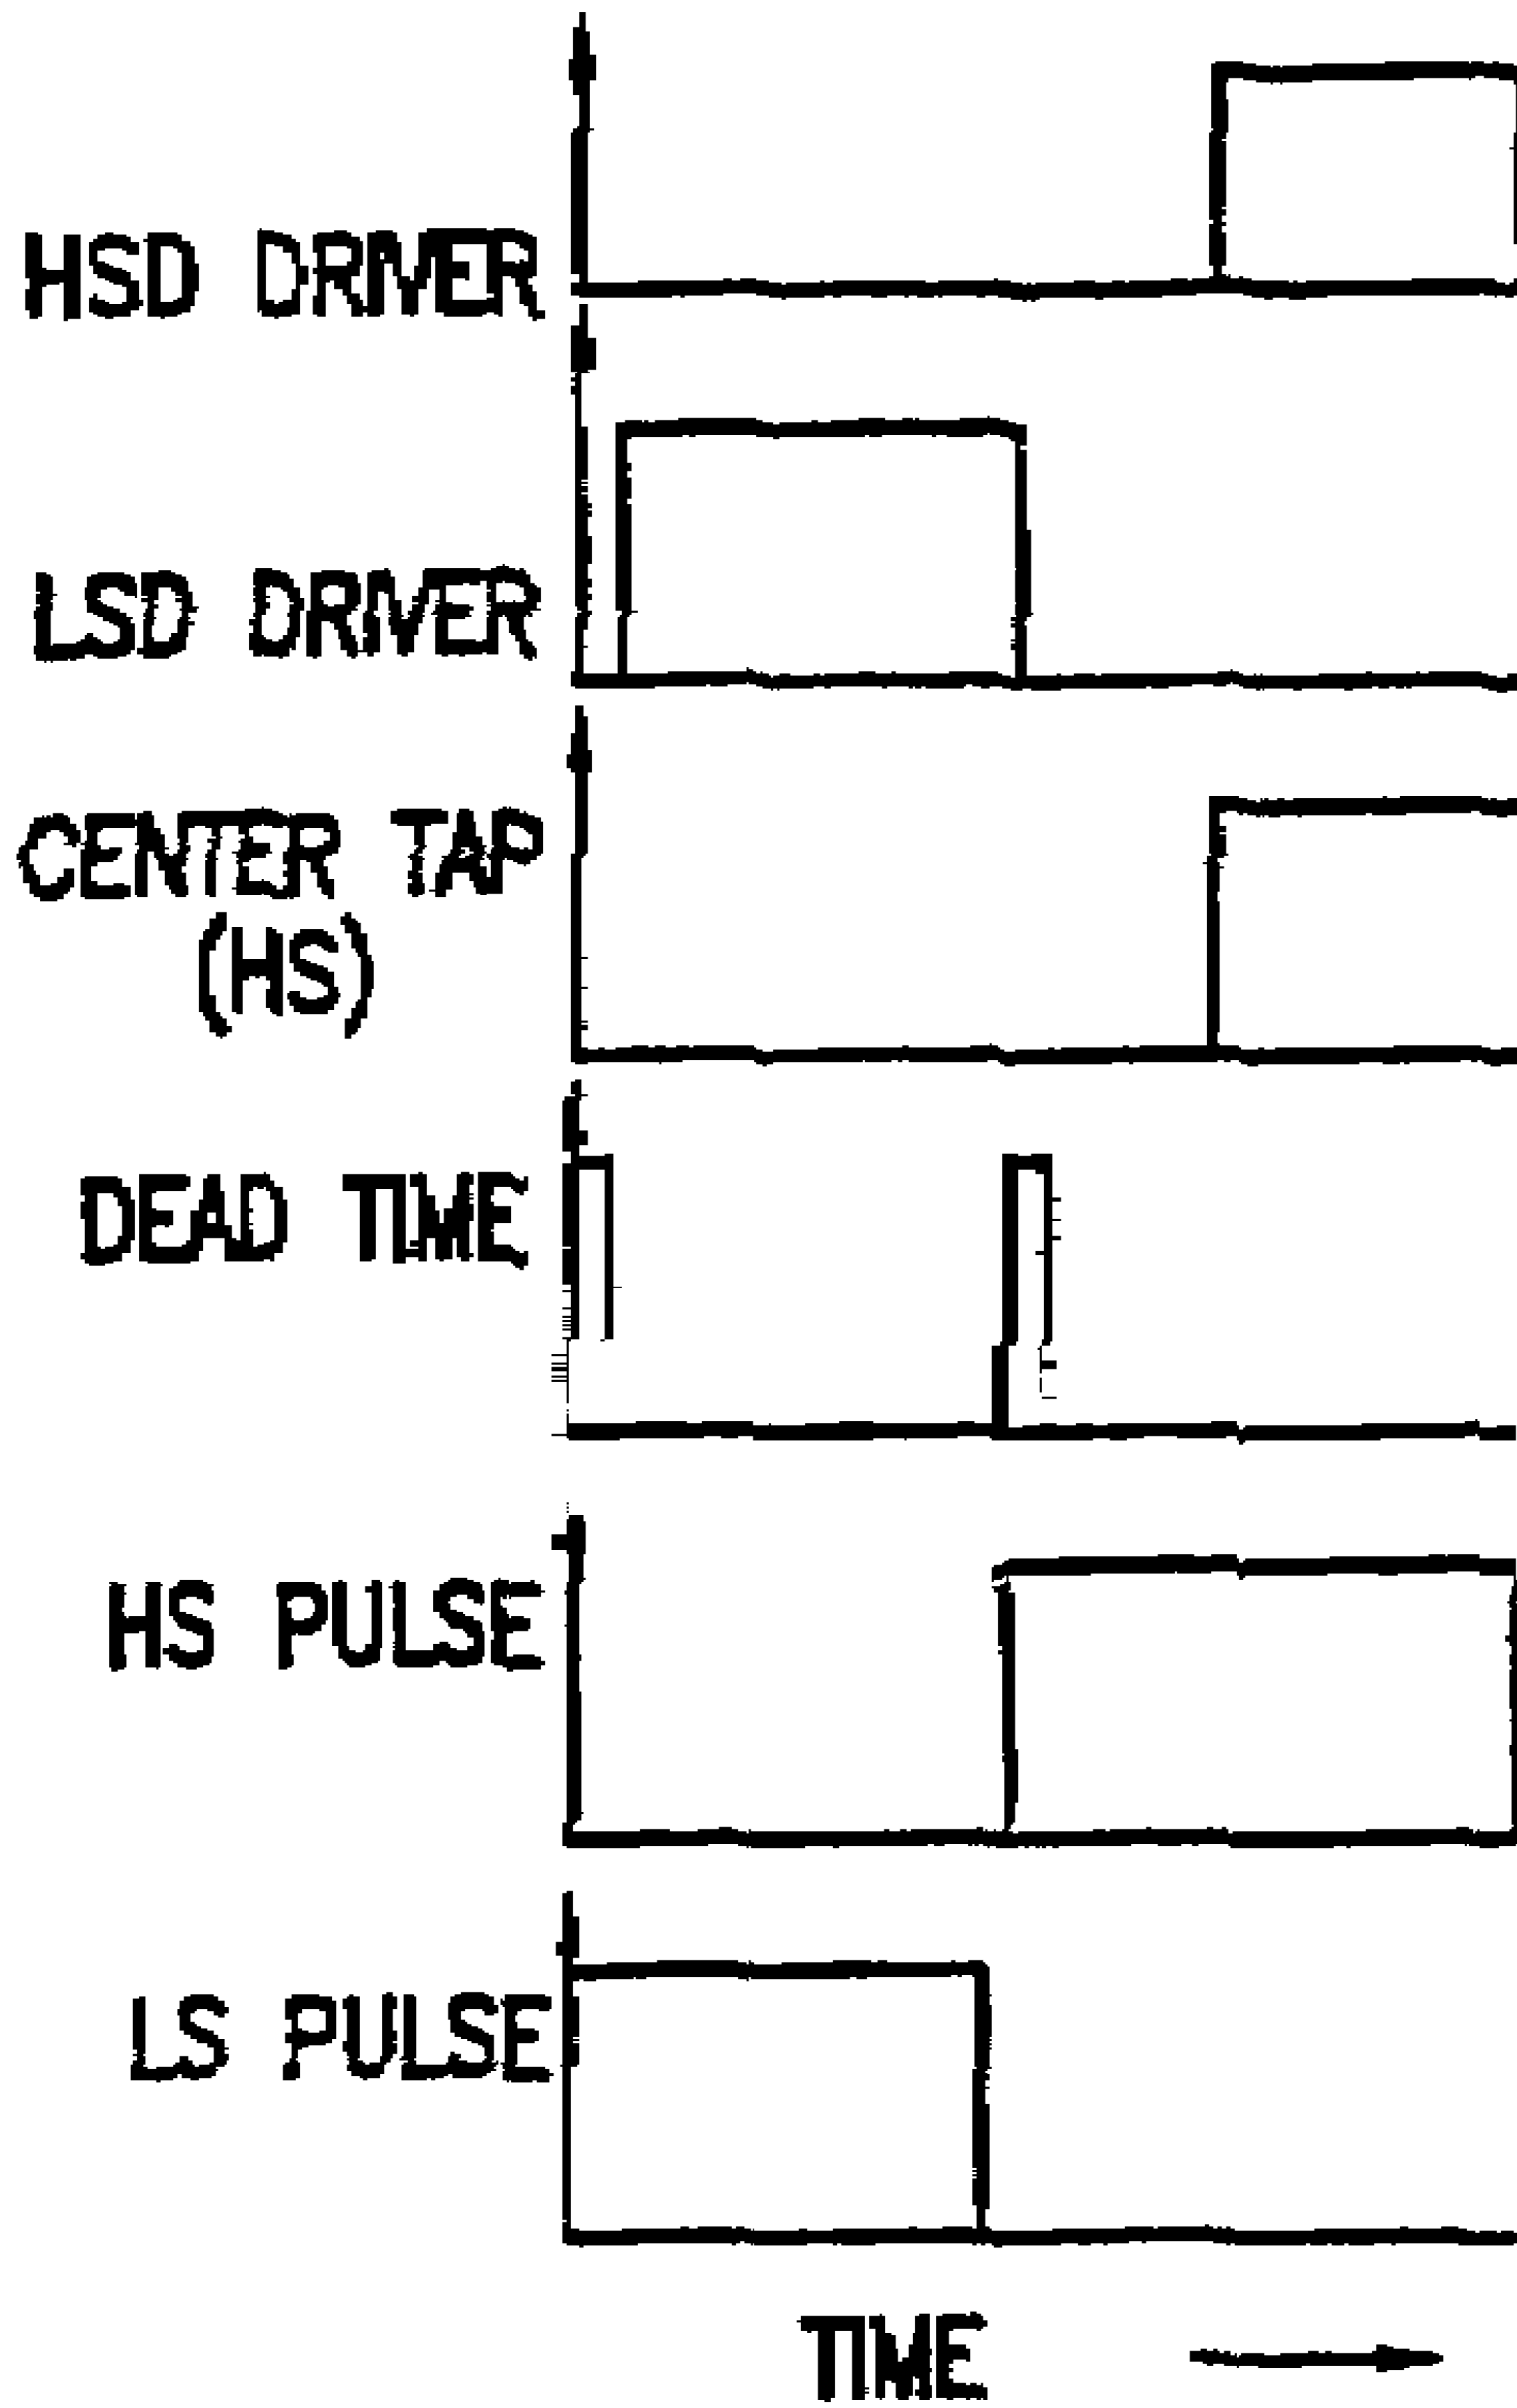 HSD DRIVER
LSD DRIVER
CENTER TAP
(HS)
DEAD TIME
HS PULSE
LS PULSE
TIME